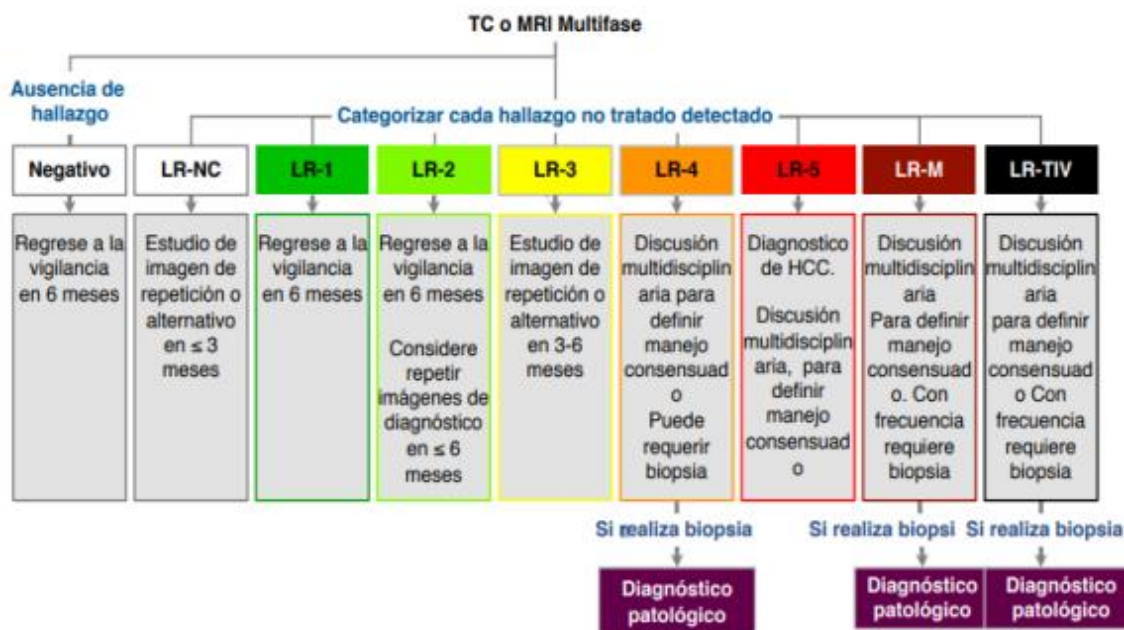 TC o MRI Multifase
Ausencia de
hallazgo
Categorizar cada hallazgo no tratado detectado
Negativo
LR-NC
LR-1
LR-2
LR-3
LR-4
LR-5
LR-M
LR-TIV
Regrese a la
vigilancia
en 6 meses
Estudio de
imagen de
repetición o
alternativo
en ≤ 3
meses
Regrese a la
vigilancia
en 6 meses
Regrese a la
vigilancia
en 6 meses
Considere
repetir
imágenes de
diagnóstico
en ≤ 6
meses
Estudio de
imagen de
repetición o
alternativo
en 3-6
meses
Discusión
multidisciplin
aria para
definir
manejo
consensuad
o
Puede
requerir
biopsia
Diagnostico
de HCC.
Discusión
multidisciplin
aria, para
definir
manejo
consensuad
o
Discusión
multidisciplin
aria
Para definir
manejo
consensuad
o. Con
frecuencia
requiere
biopsia
Discusión
multidisciplin
aria
para definir
manejo
consensuad
o Con
frecuencia
requiere
biopsia
Si realiza biopsia
Si realiza biopsi
Si realiza biopsia
Diagnóstico
patológico
Diagnóstico
patológico
Diagnóstico
patológico